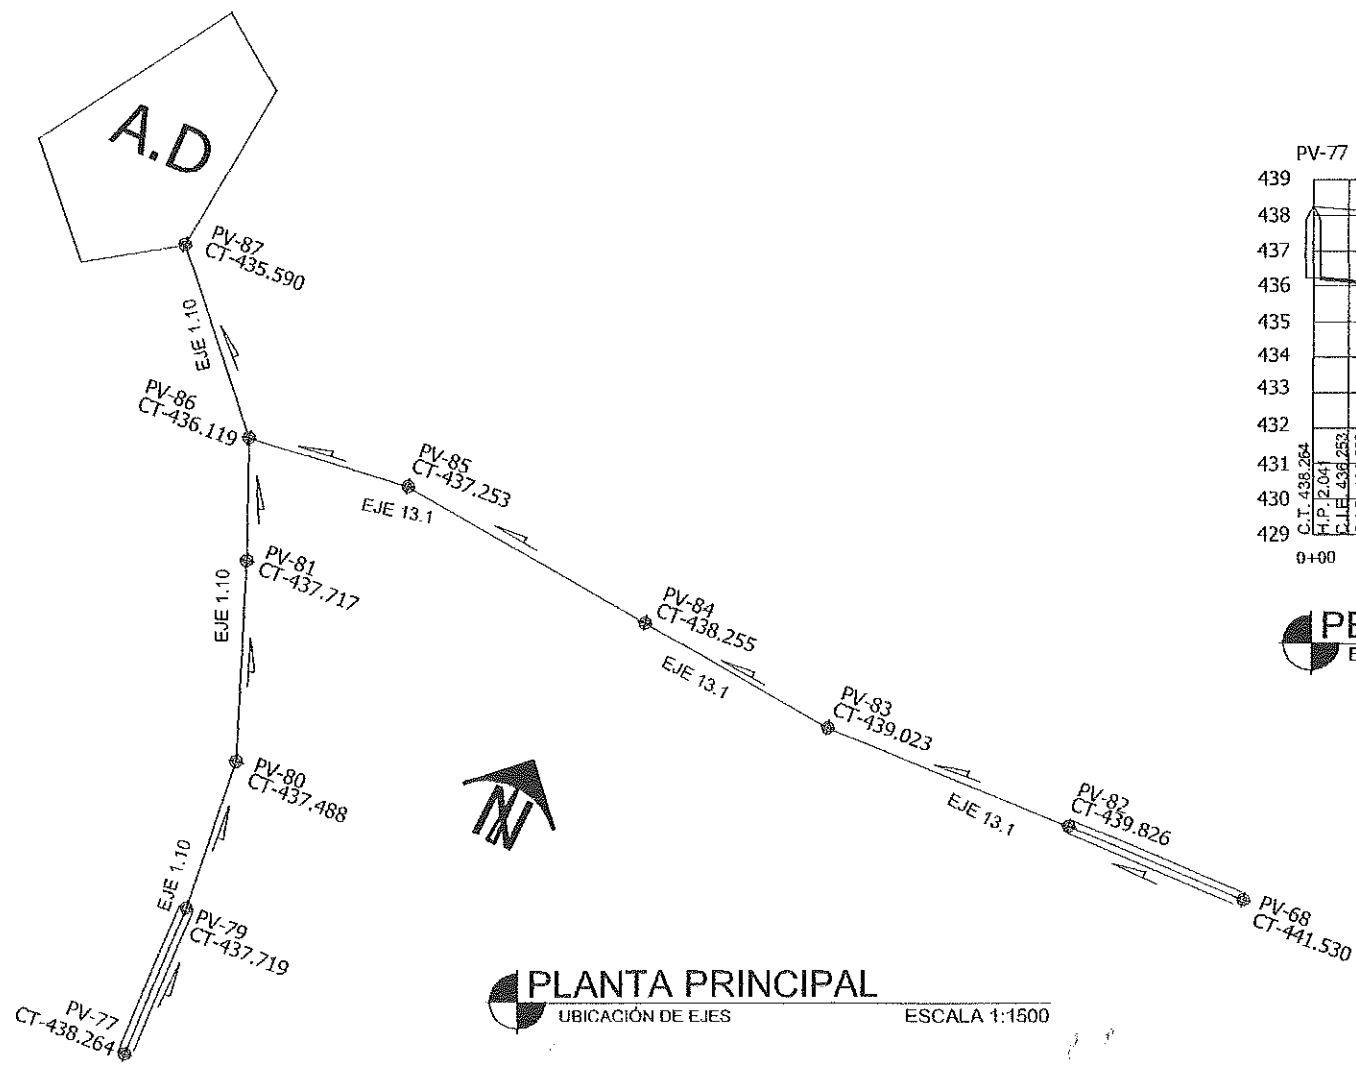 A.D
PV-87
CT-435.590
EJE 1.10
PV-86
CT-436.119
PV-85
CT-437.253
EJE 13.1
PV-81
CT-437.717
EJE 1.10
PV-84
CT-438.255
EJE 13.1
PV-83
CT-439.023
PV-80
CT-437.488
N
PV-82
CT-439.826
EJE 13.1
EJE 1.10
PV-79
CT-437.719
PV-68
CT-441.530
PV-77
CT-438.264
PLANTA PRINCIPAL
UBICACIÓN DE EJES
ESCALA 1:1500
PV-77
439
438
437
436
435
434
433
432
431
430
429
C.T. 438.264
H.P. 2.041
C.I.E. 436.253
0+00
PE
E